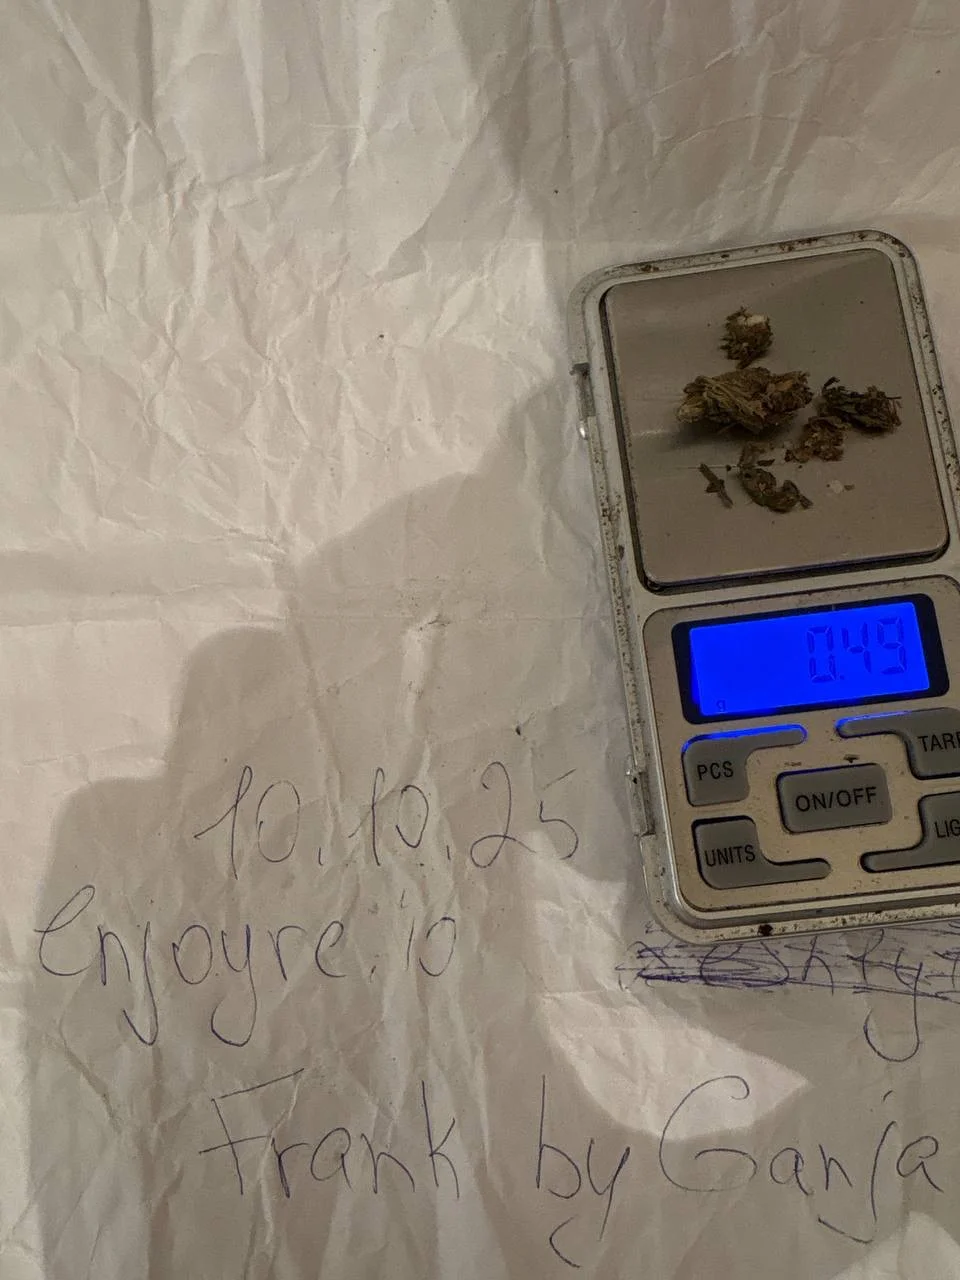 0.49
g
PCS
ON/OFF
UNITS
10.10.25
Enjoyre.io
Frank by Ganja